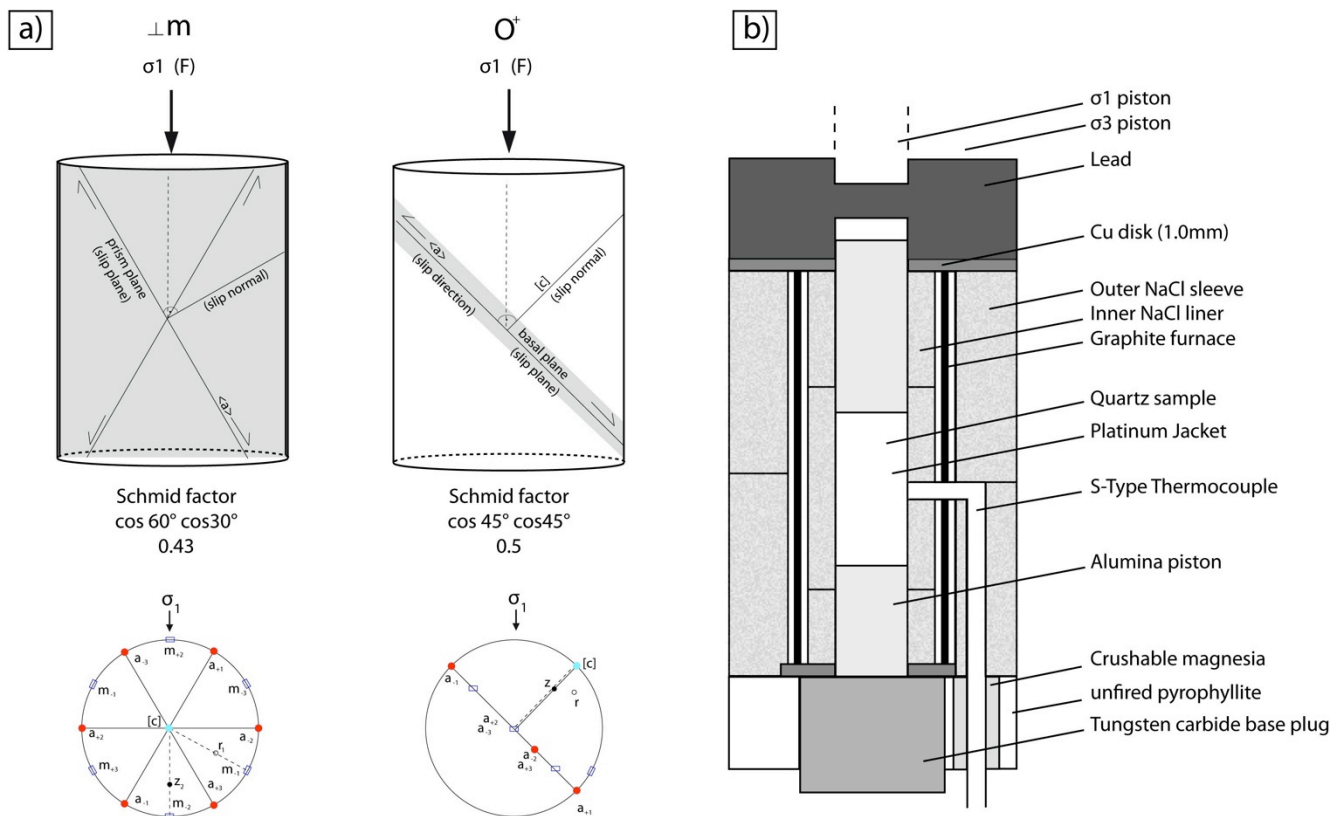 a)
⊥m
σ1 (F)
prism plane
(slip plane)
(slip normal)
<a>
Schmid factor
cos 60° cos30°
0.43
σ1
m+2
a-3
a+1
m-1
m-3
[c]
a+2
a-2
r1
m+3
m-1
z2
a-1
m-2
a+3
O+
σ1 (F)
<a>
(slip direction)
[c]
(slip normal)
basal plane
(slip plane)
Schmid factor
cos 45° cos45°
0.5
σ1
[c]
a-1
z
r
a+2
a-3
a-2
a+3
a+1
b)
σ1 piston
σ3 piston
Lead
Cu disk (1.0mm)
Outer NaCl sleeve
Inner NaCl liner
Graphite furnace
Quartz sample
Platinum Jacket
S-Type Thermocouple
Alumina piston
Crushable magnesia
unfired pyrophyllite
Tungsten carbide base plug